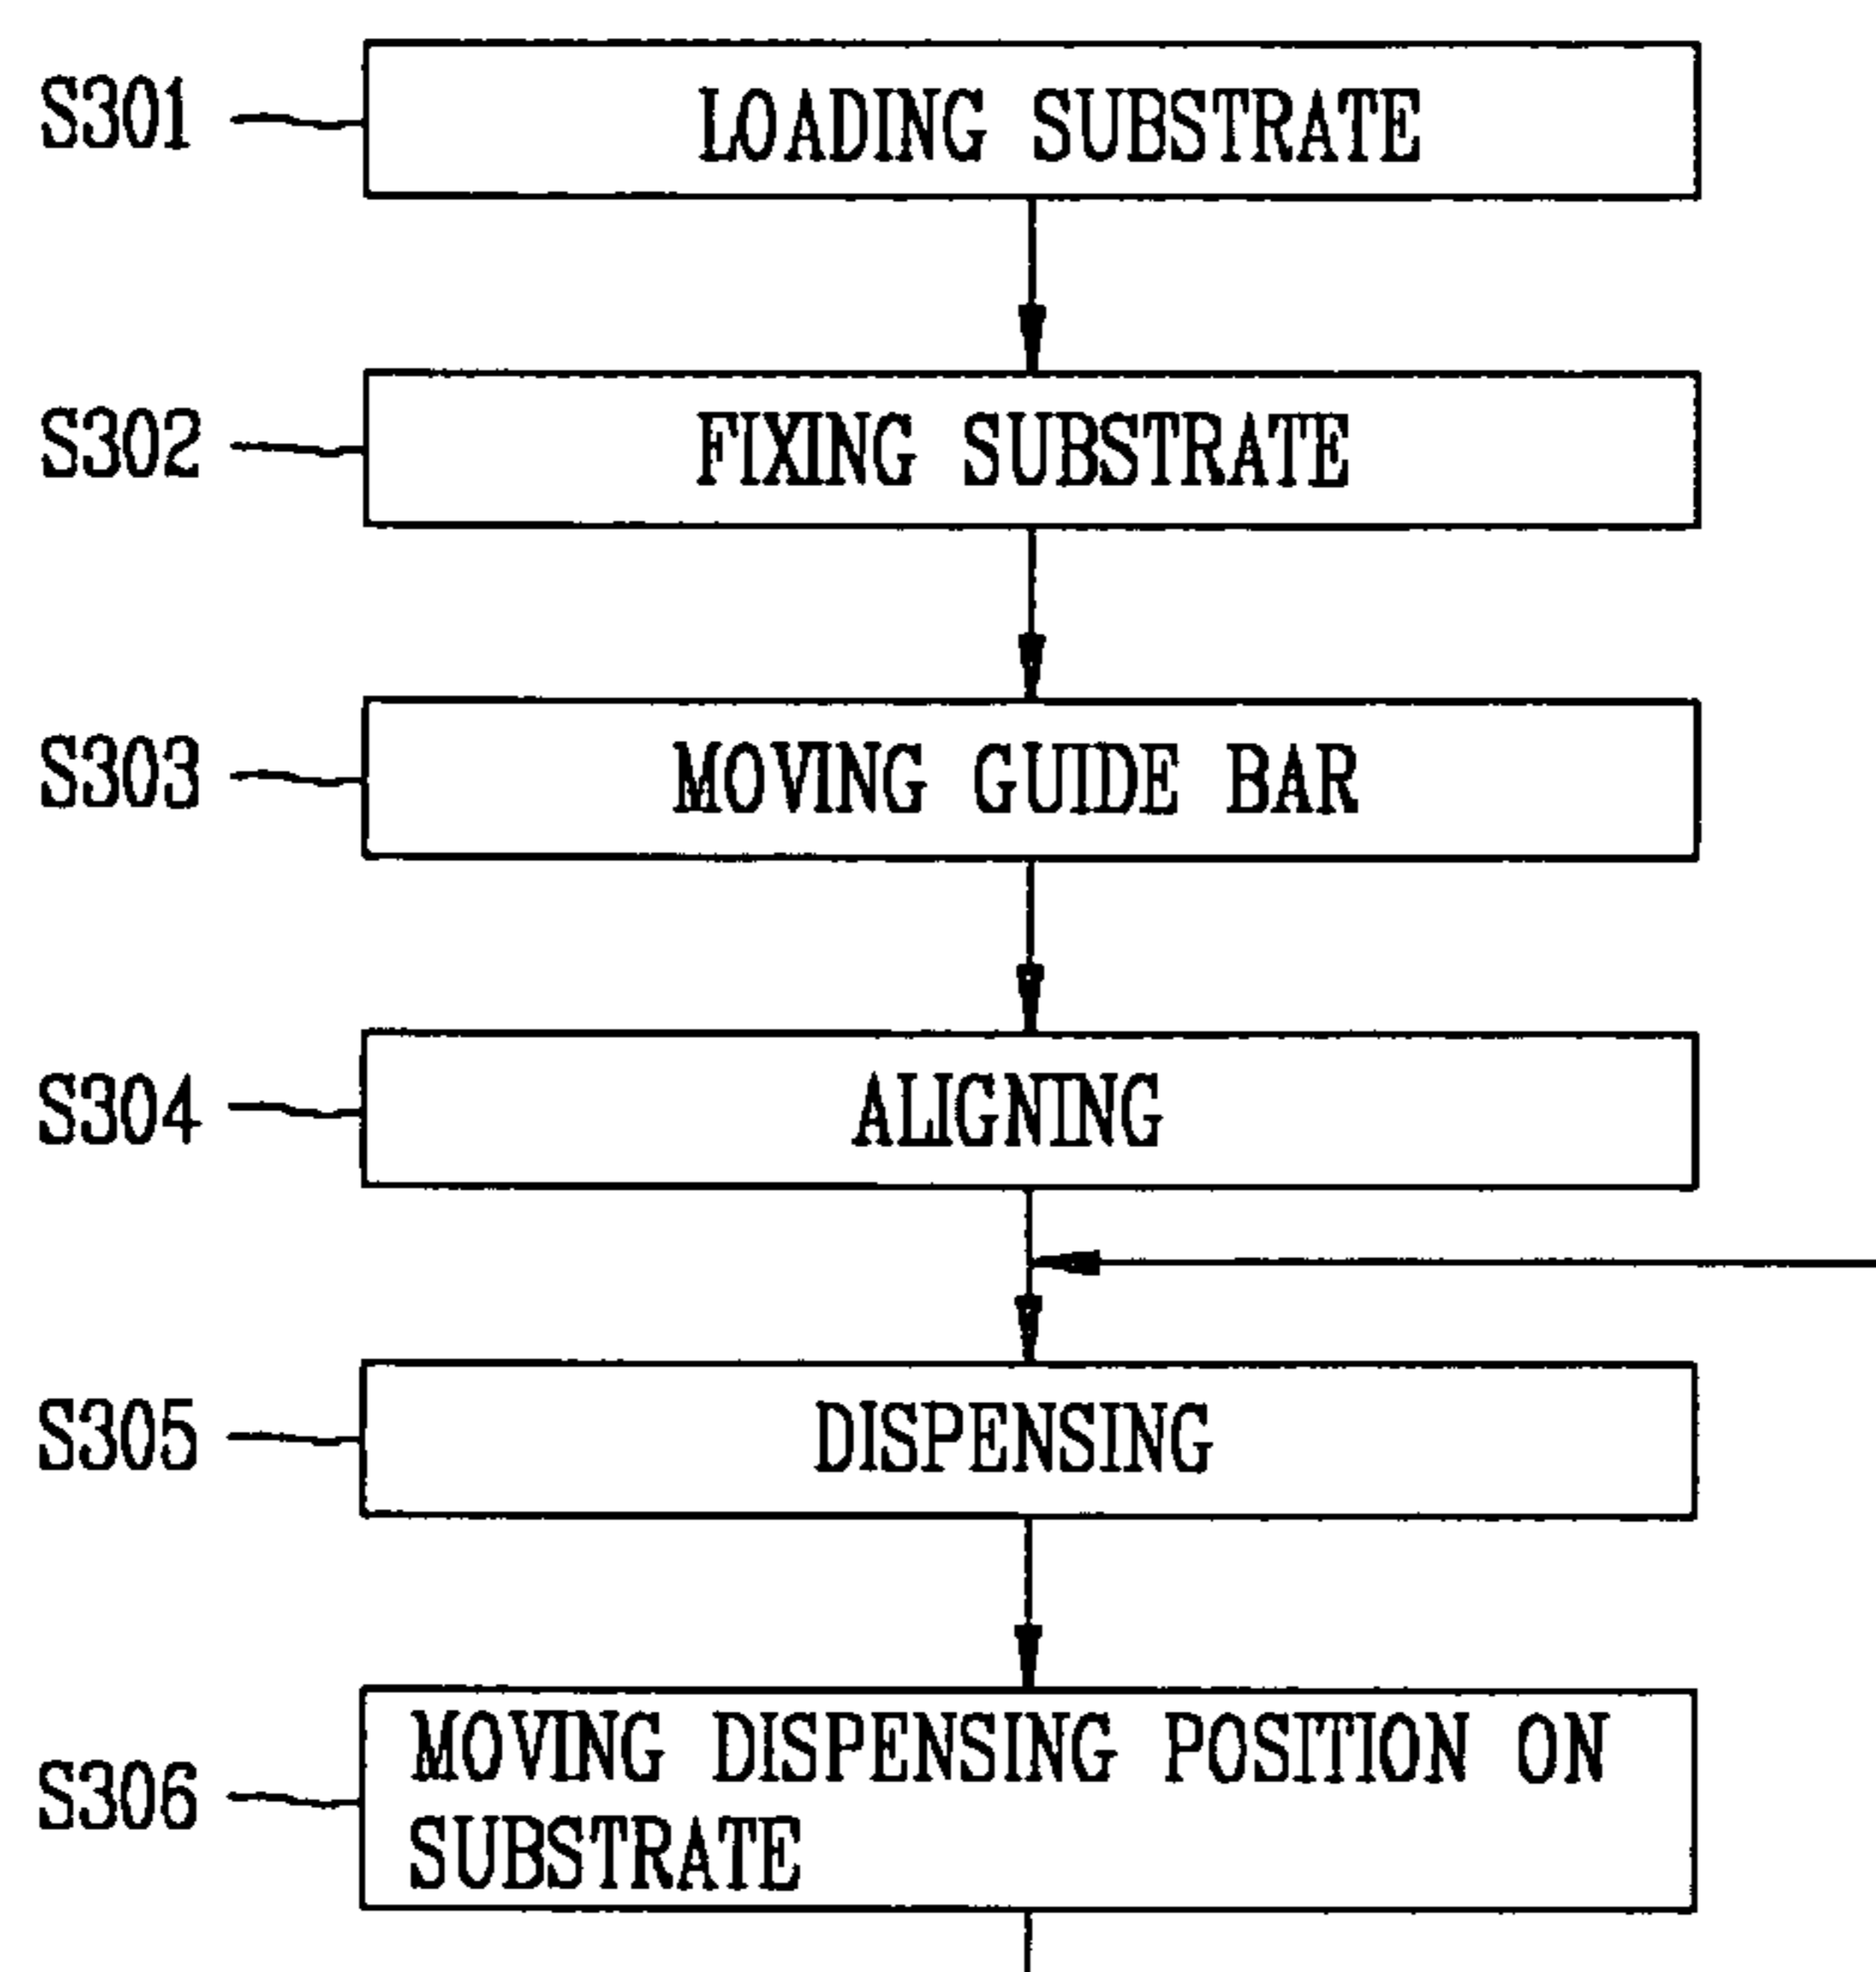 S301 LOADING SUBSTRATE
S302 FIXING SUBSTRATE
S303 MOVING GUIDE BAR
S304 ALIGNING
S305 DISPENSING
S306 MOVING DISPENSING POSITION ON
SUBSTRATE